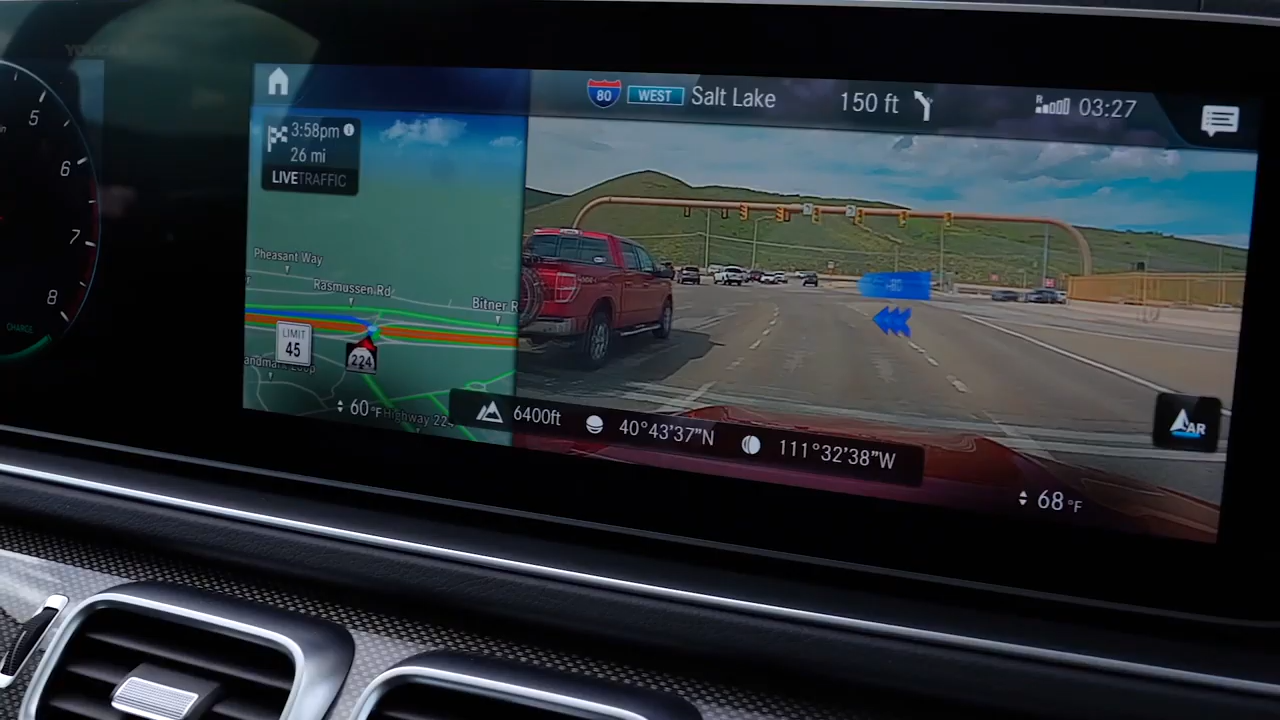 5
6
7
8
CHARGE
80 WEST Salt Lake 150 ft
R 03:27
3:58pm
26 mi
LIVETRAFFIC
Pheasant Way
Rasmussen Rd
Bitner R
LIMIT
45
224
60°F
Highway 224
6400ft 40°43'37"N 111°32'38"W
AR
68°F